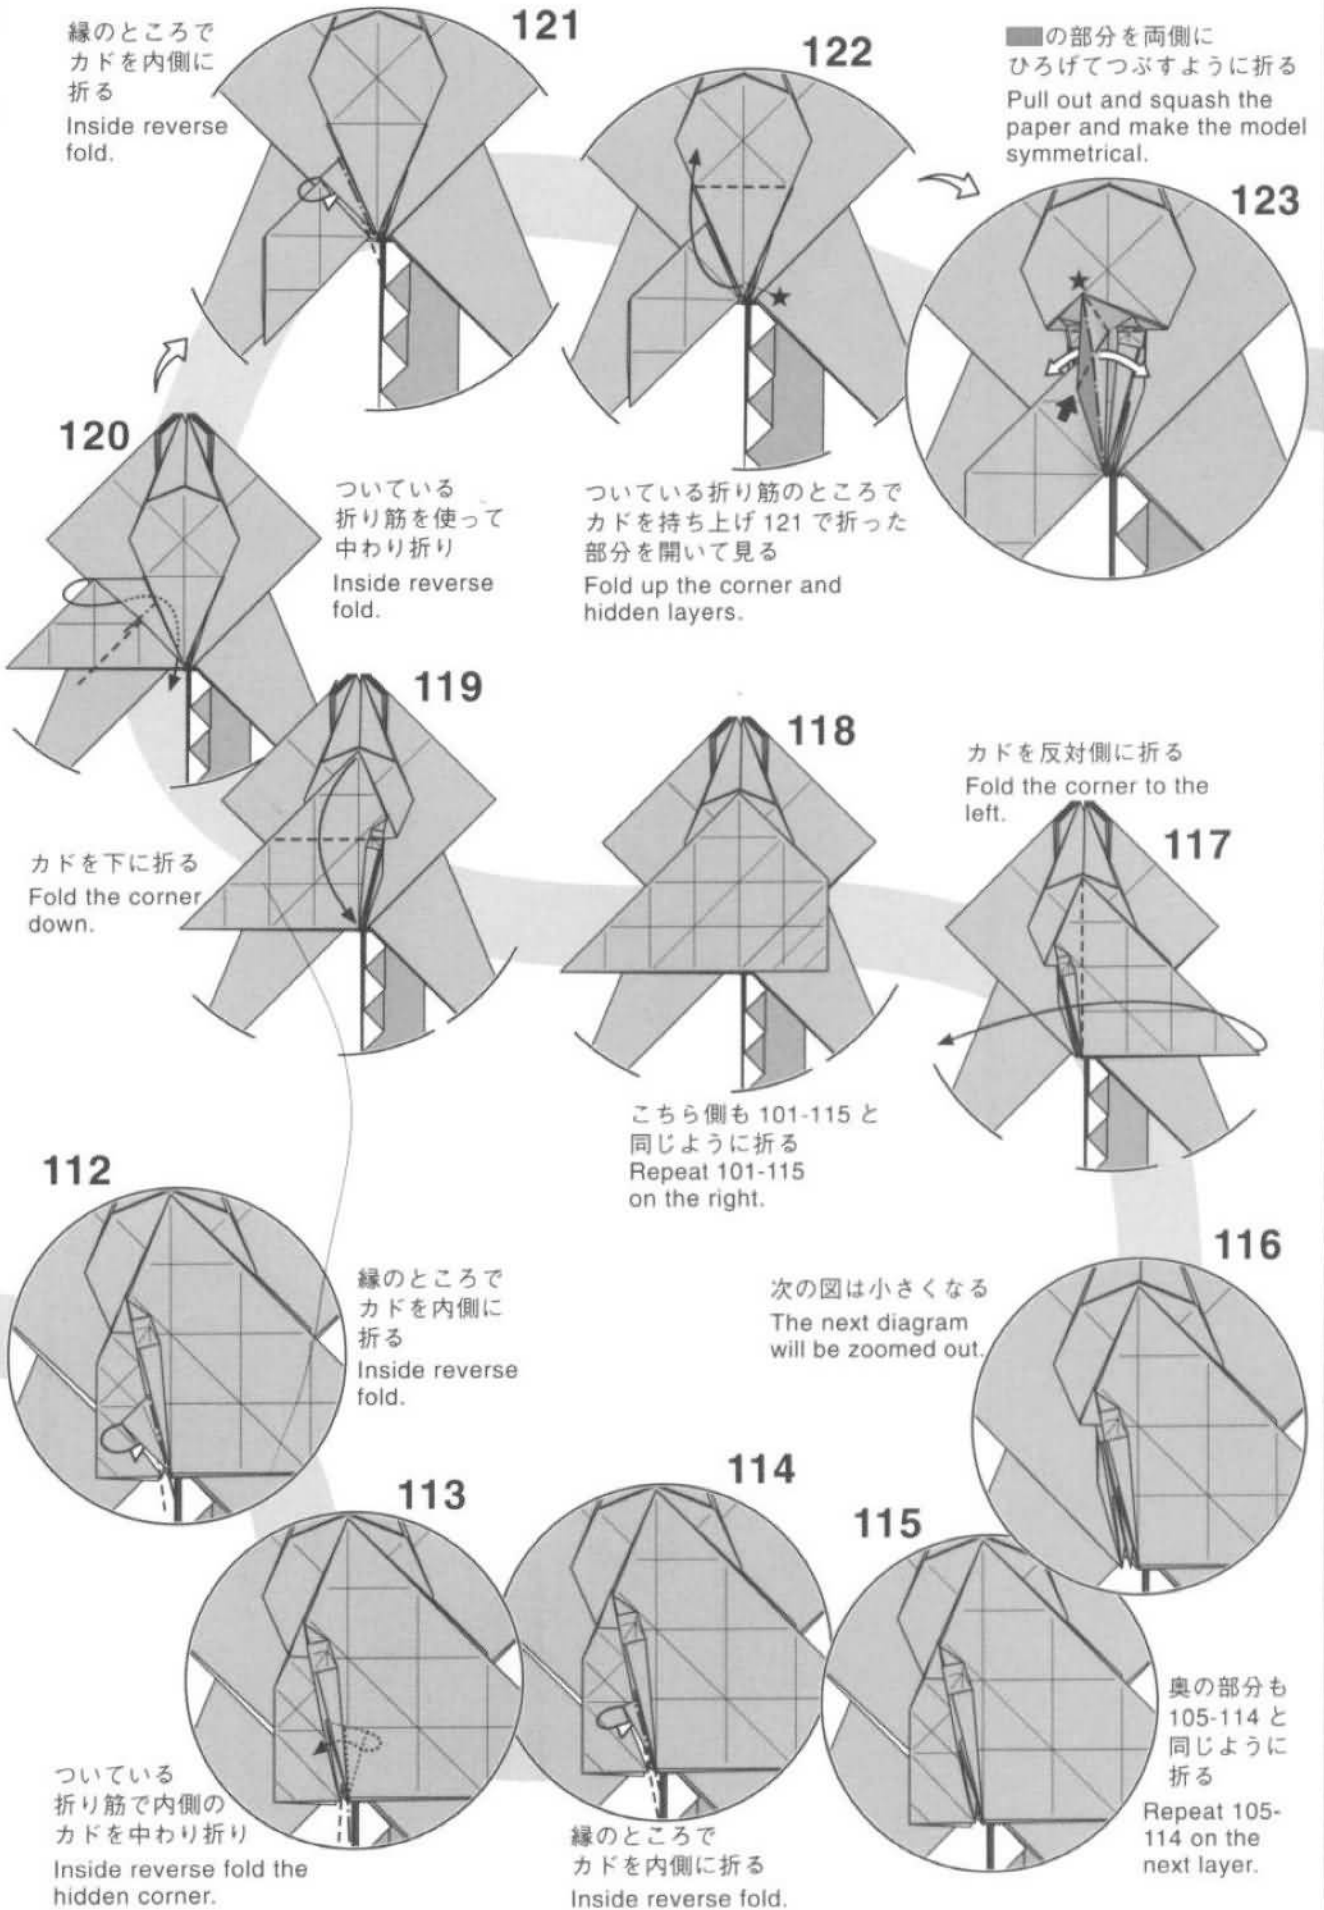 112
縁のところで
カドを内側に
折る
Inside reverse
fold.
113
ついている
折り筋で内側の
カドを中わり折り
Inside reverse fold the
hidden corner.
114
縁のところで
カドを内側に折る
Inside reverse fold.
115
奥の部分も
105-114 と
同じように
折る
Repeat 105-
114 on the
next layer.
116
次の図は小さくなる
The next diagram
will be zoomed out.
117
カドを反対側に折る
Fold the corner to the
left.
118
こちら側も 101-115 と
同じように折る
Repeat 101-115
on the right.
119
カドを下に折る
Fold the corner
down.
120
ついている
折り筋を使って
中わり折り
Inside reverse
fold.
121
縁のところで
カドを内側に
折る
Inside reverse
fold.
122
ついている折り筋のところで
カドを持ち上げ 121 で折った
部分を開いて見る
Fold up the corner and
hidden layers.
123
の部分を両側に
ひろげてつぶすように折る
Pull out and squash the
paper and make the model
symmetrical.